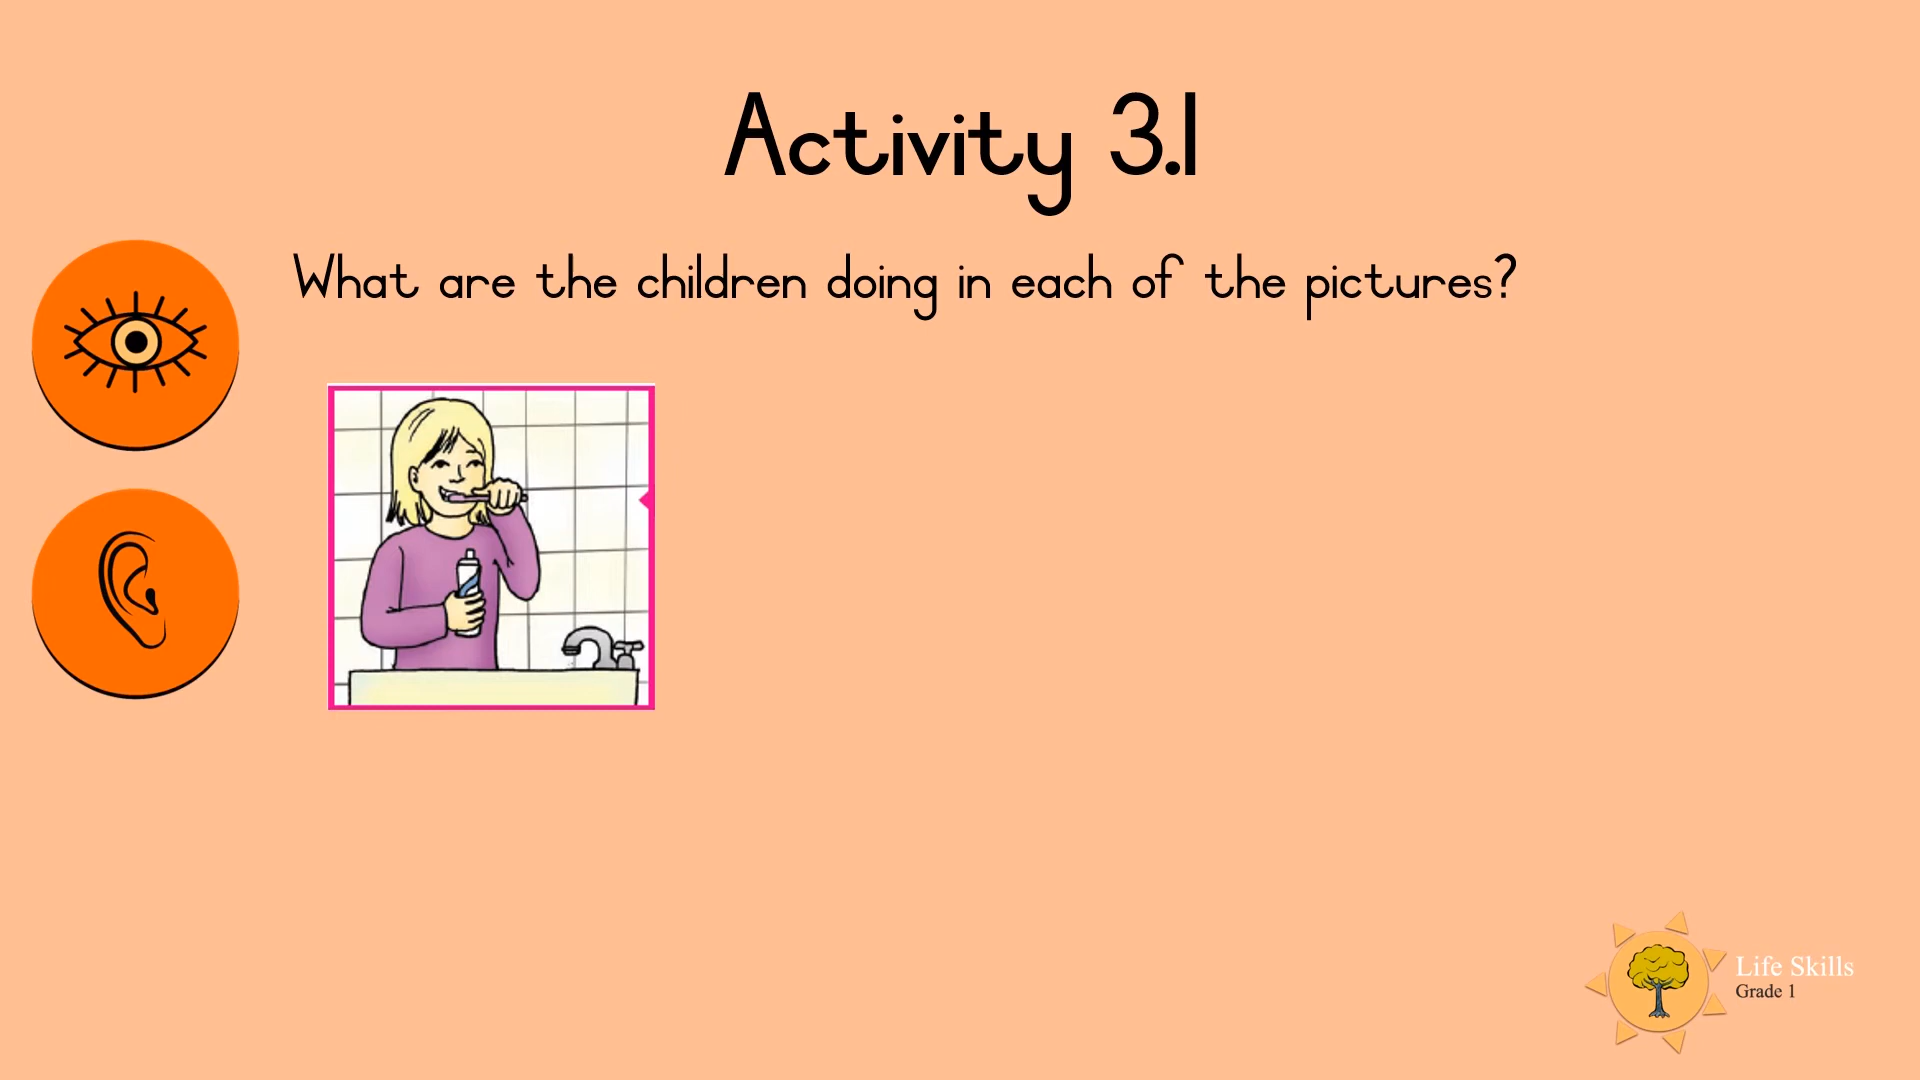 Activity 3.1
What are the children doing in each of the pictures?
Life Skills
Grade 1